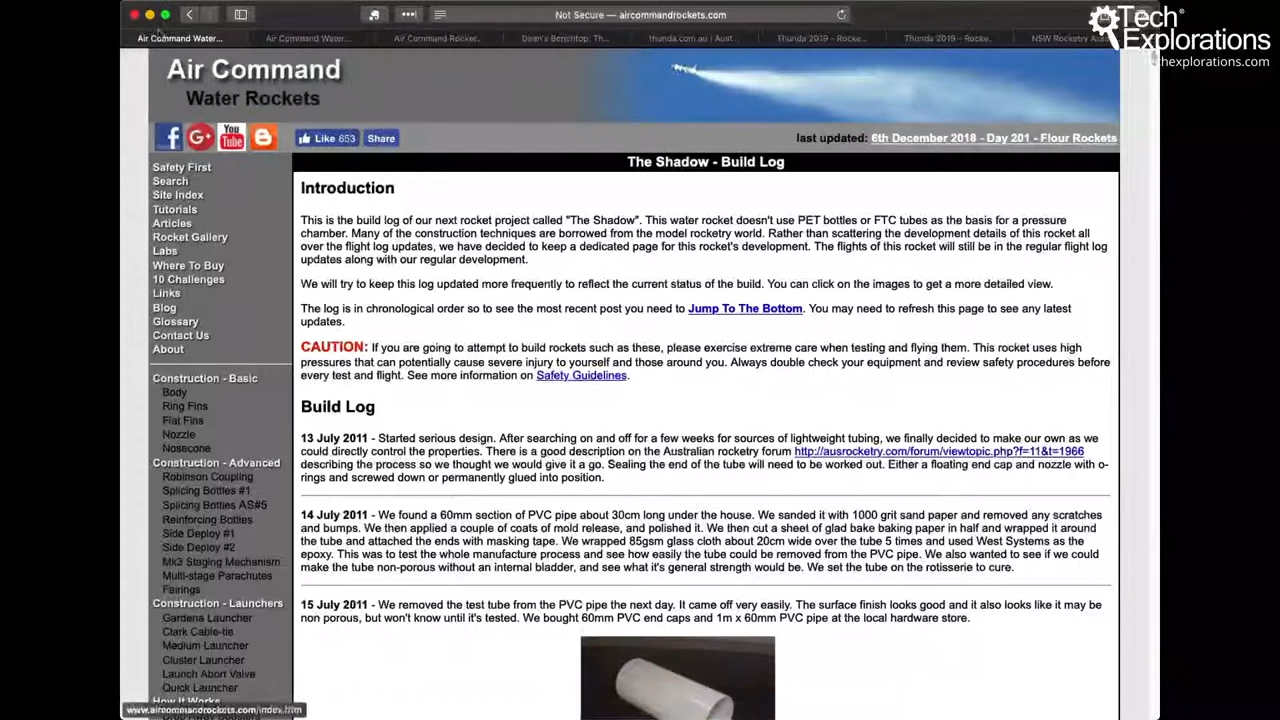 Not Secure — aircommandrockets.com
Air Command Water...
Air Command Water...
Air Command Rocket...
Dean's Benchtop: Th...
thunda.com.au | Aust...
Thunda 2019 – Rocke...
Thunda 2019 – Rocke...
NSW Rocketry
Tech
Explorations
techexplorations.com
Air Command
Water Rockets
You
Tube
Like 653
Share
last updated: 6th December 2018 - Day 201 - Flour Rockets
Safety First
Search
Site Index
Tutorials
Articles
Rocket Gallery
Labs
Where To Buy
10 Challenges
Links
Blog
Glossary
Contact Us
About
Construction - Basic
Body
Ring Fins
Flat Fins
Nozzle
Nosecone
Construction - Advanced
Robinson Coupling
Splicing Bottles #1
Splicing Bottles AS#5
Reinforcing Bottles
Side Deploy #1
Side Deploy #2
Mk3 Staging Mechanism
Multi-stage Parachutes
Fairings
Construction - Launchers
Gardena Launcher
Clark Cable-tie
Medium Launcher
Cluster Launcher
Launch Abort Valve
Quick Launcher
How It Works
www.aircommandrockets.com/index.htm
The Shadow - Build Log
Introduction
This is the build log of our next rocket project called "The Shadow". This water rocket doesn't use PET bottles or FTC tubes as the basis for a pressure
chamber. Many of the construction techniques are borrowed from the model rocketry world. Rather than scattering the development details of this rocket all
over the flight log updates, we have decided to keep a dedicated page for this rocket's development. The flights of this rocket will still be in the regular flight log
updates along with our regular development.
We will try to keep this log updated more frequently to reflect the current status of the build. You can click on the images to get a more detailed view.
The log is in chronological order so to see the most recent post you need to Jump To The Bottom. You may need to refresh this page to see any latest
updates.
CAUTION: If you are going to attempt to build rockets such as these, please exercise extreme care when testing and flying them. This rocket uses high
pressures that can potentially cause severe injury to yourself and those around you. Always double check your equipment and review safety procedures before
every test and flight. See more information on Safety Guidelines.
Build Log
13 July 2011 - Started serious design. After searching on and off for a few weeks for sources of lightweight tubing, we finally decided to make our own as we
could directly control the properties. There is a good description on the Australian rocketry forum http://ausrocketry.com/forum/viewtopic.php?f=11&t=1966
describing the process so we thought we would give it a go. Sealing the end of the tube will need to be worked out. Either a floating end cap and nozzle with o-
rings and screwed down or permanently glued into position.
14 July 2011 - We found a 60mm section of PVC pipe about 30cm long under the house. We sanded it with 1000 grit sand paper and removed any scratches
and bumps. We then applied a couple of coats of mold release, and polished it. We then cut a sheet of glad bake baking paper in half and wrapped it around
the tube and attached the ends with masking tape. We wrapped 85gsm glass cloth about 20cm wide over the tube 5 times and used West Systems as the
epoxy. This was to test the whole manufacture process and see how easily the tube could be removed from the PVC pipe. We also wanted to see if we could
make the tube non-porous without an internal bladder, and see what it's general strength would be. We set the tube on the rotisserie to cure.
15 July 2011 - We removed the test tube from the PVC pipe the next day. It came off very easily. The surface finish looks good and it also looks like it may be
non porous, but won't know until it's tested. We bought 60mm PVC end caps and 1m x 60mm PVC pipe at the local hardware store.